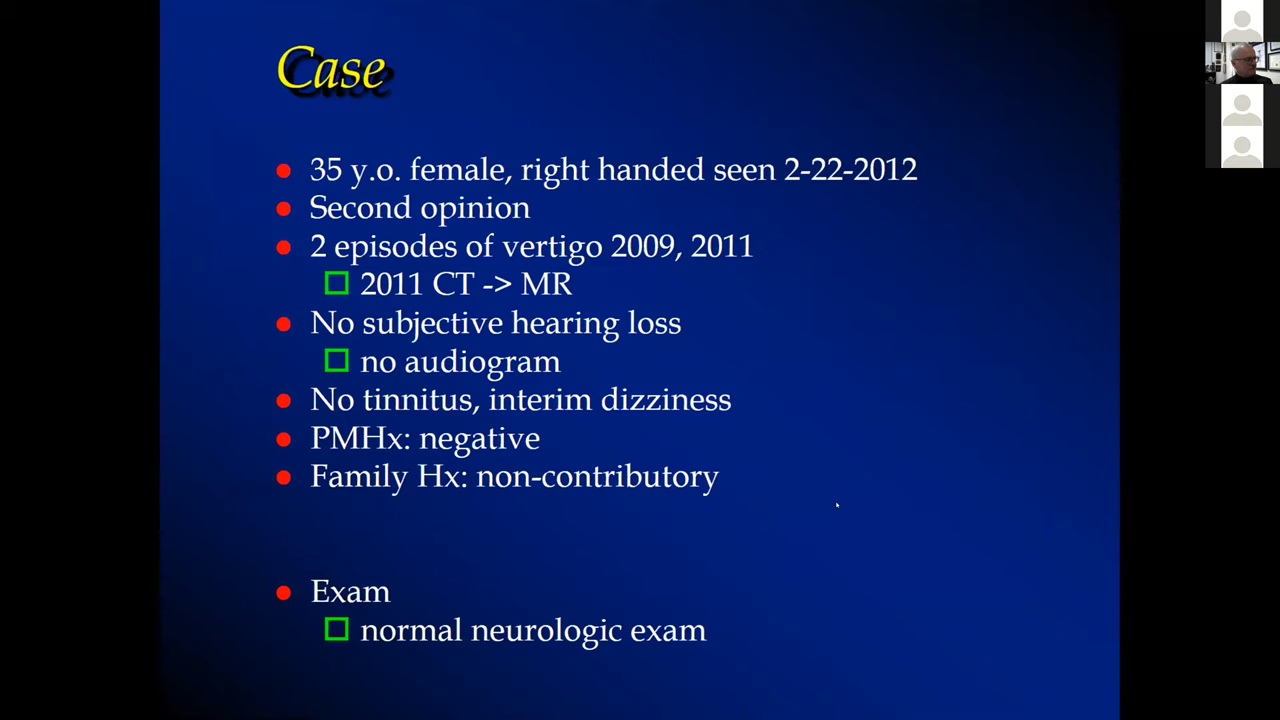 Case
35 y.o. female, right handed seen 2-22-2012
Second opinion
2 episodes of vertigo 2009, 2011
2011 CT -> MR
No subjective hearing loss
no audiogram
No tinnitus, interim dizziness
PMHx: negative
Family Hx: non-contributory
Exam
normal neurologic exam